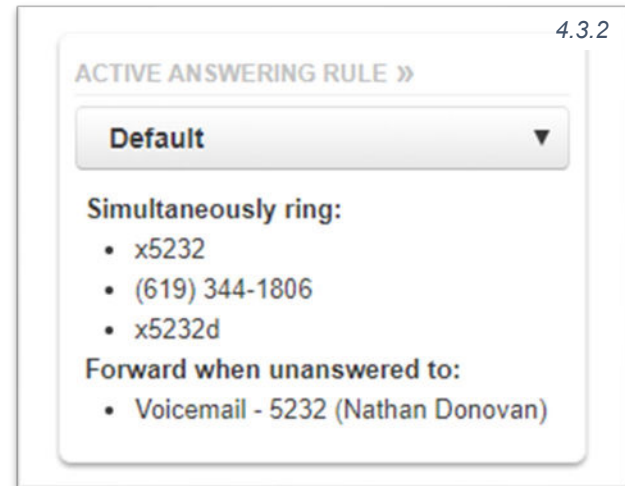 4.3.2
ACTIVE ANSWERING RULE »
Default
Simultaneously ring:
• x5232
• (619) 344-1806
• x5232d
Forward when unanswered to:
• Voicemail - 5232 (Nathan Donovan)